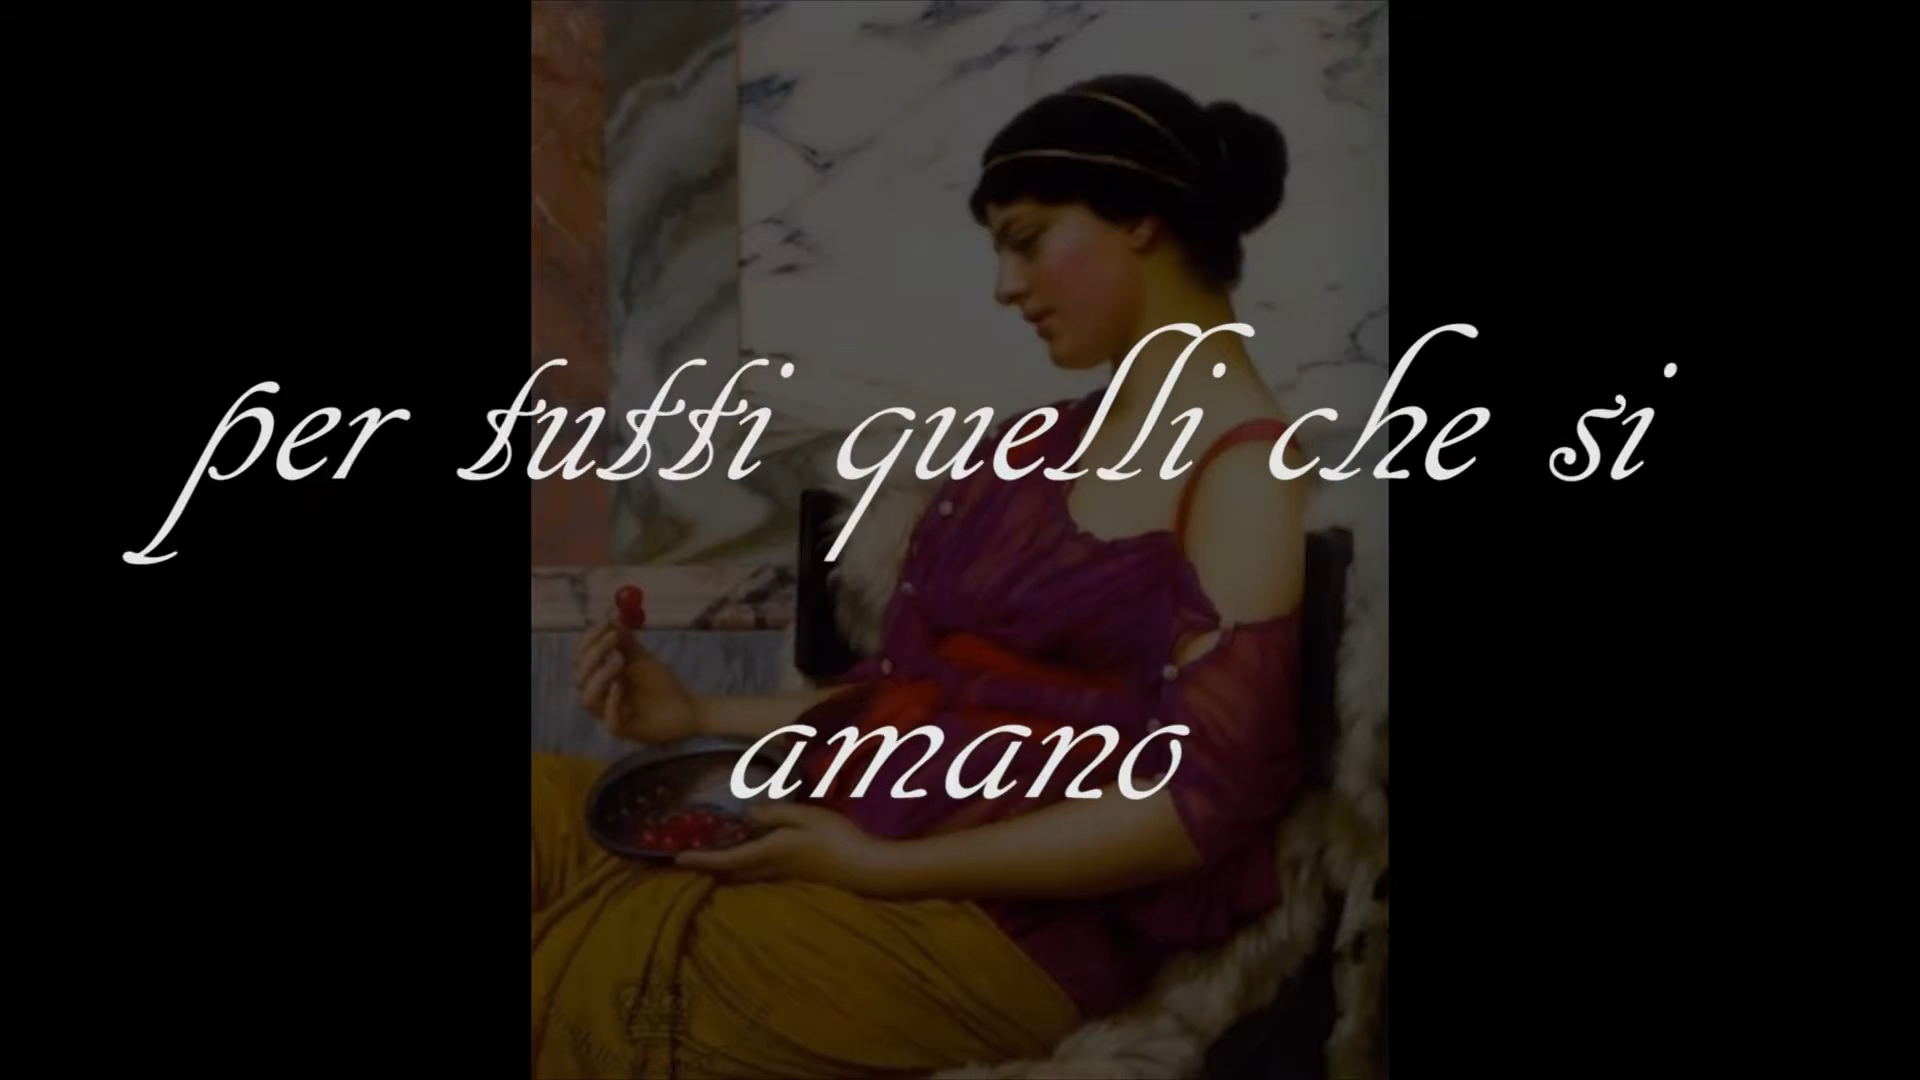 per tutti quelli che si
amano